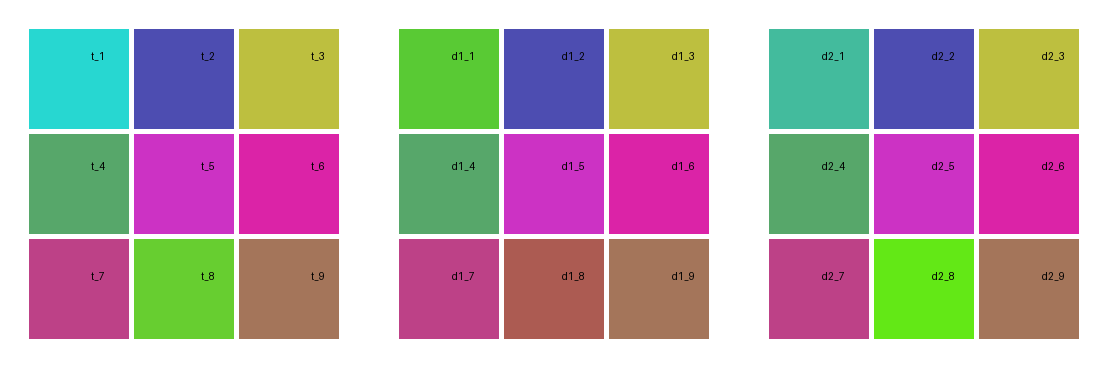 t_1 t_2 t_3 d1_1 d1_2 d1_3 d2_1 d2_2 d2_3
t_4 t_5 t_6 d1_4 d1_5 d1_6 d2_4 d2_5 d2_6
t_7 t_8 t_9 d1_7 d1_8 d1_9 d2_7 d2_8 d2_9